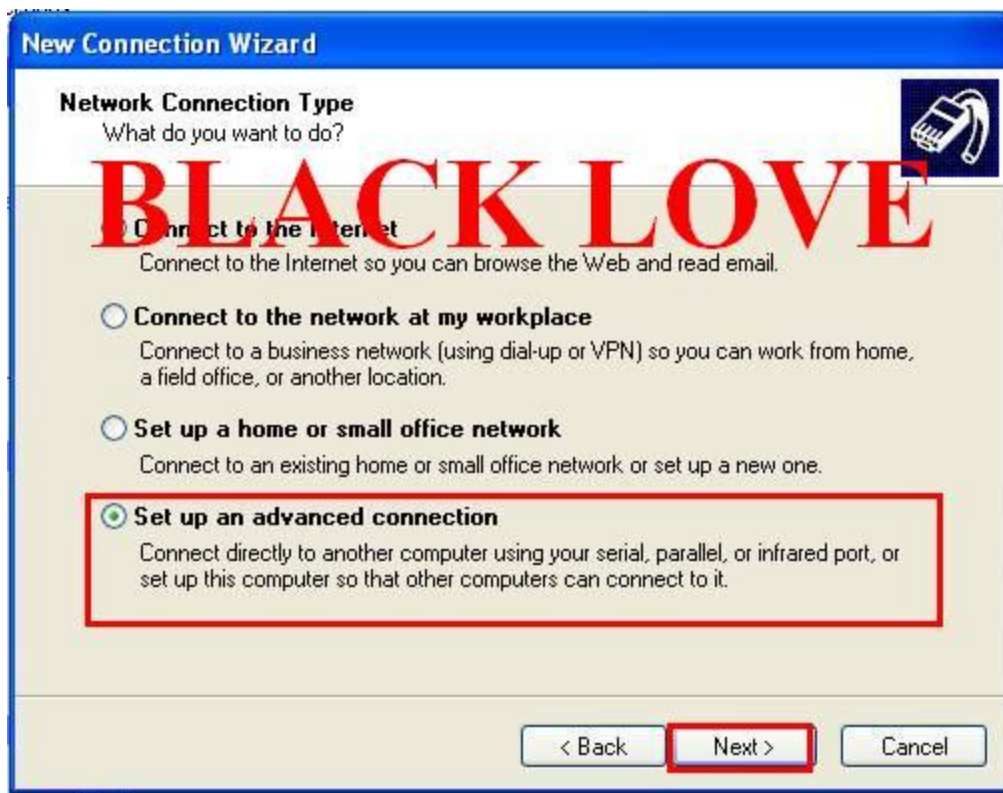 New Connection Wizard
Network Connection Type
What do you want to do?
BLACK LOVE
Connect to the Internet
Connect to the Internet so you can browse the Web and read email.
Connect to the network at my workplace
Connect to a business network (using dial-up or VPN) so you can work from home,
a field office, or another location.
Set up a home or small office network
Connect to an existing home or small office network or set up a new one.
Set up an advanced connection
Connect directly to another computer using your serial, parallel, or infrared port, or
set up this computer so that other computers can connect to it.
< Back
Next >
Cancel